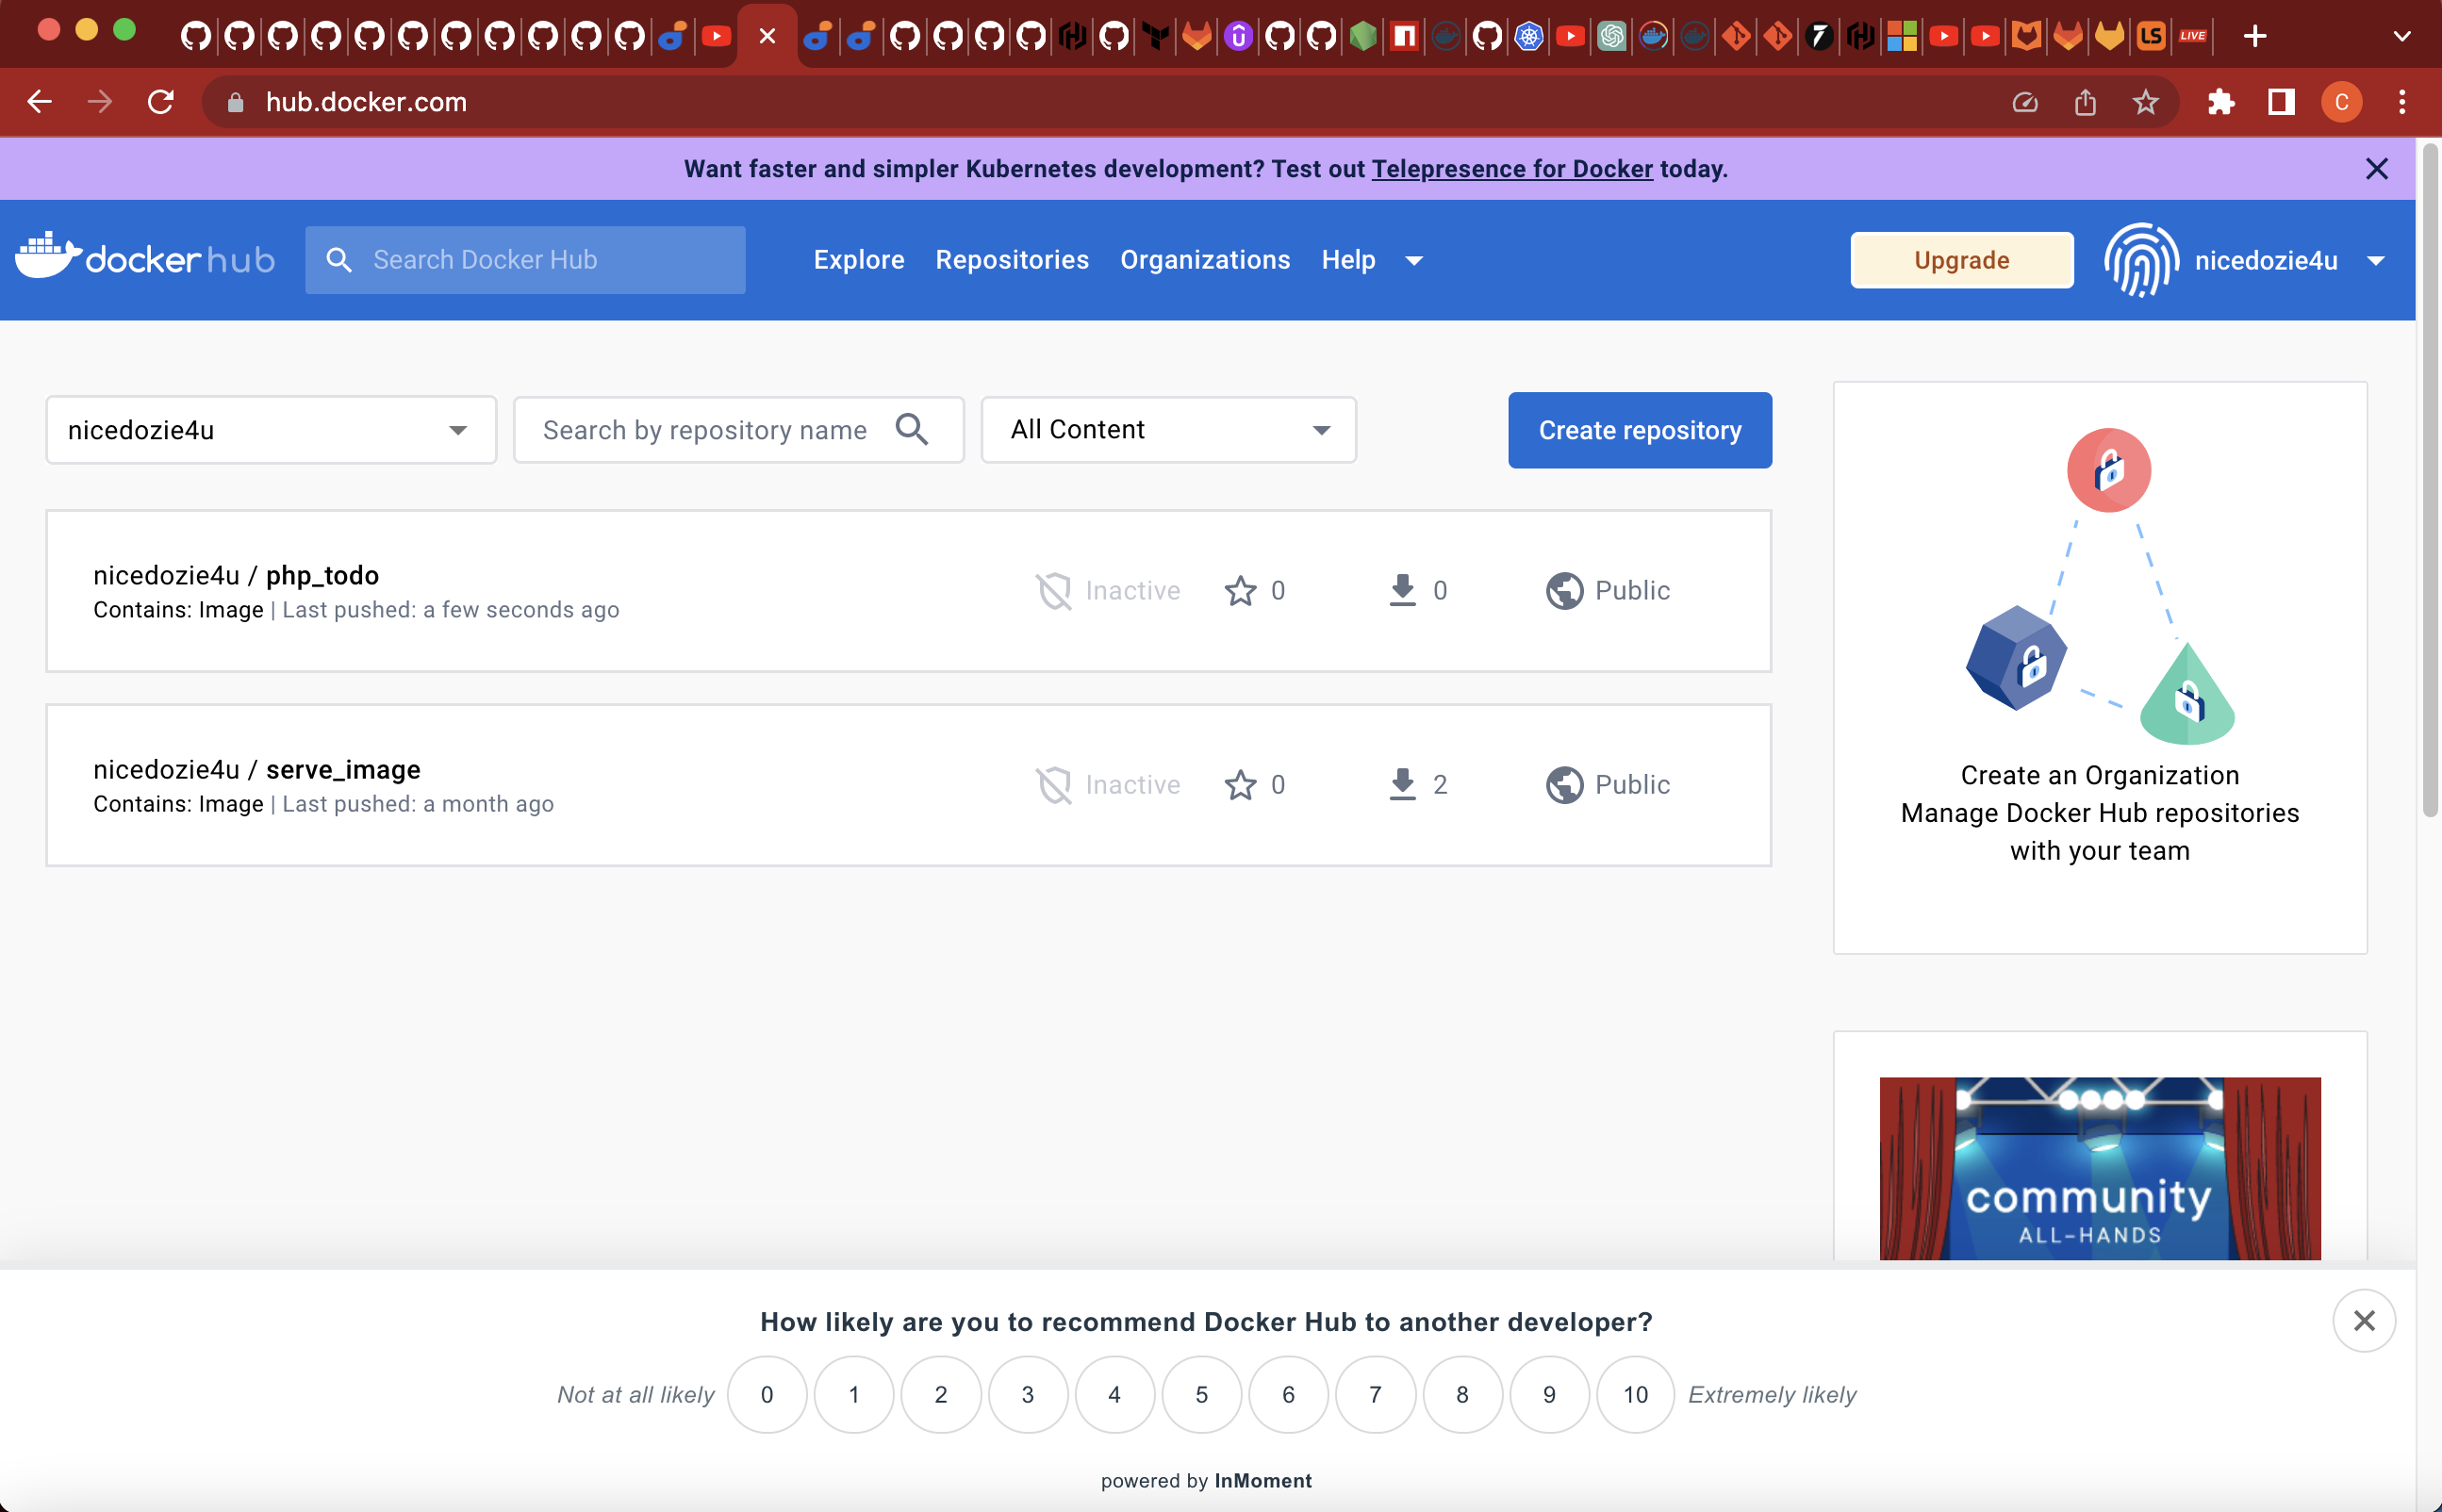 LS
LIVE
hub.docker.com
C
Want faster and simpler Kubernetes development? Test out Telepresence for Docker today.
dockerhub
Search Docker Hub
Explore
Repositories
Organizations
Help
Upgrade
nicedozie4u
nicedozie4u
Search by repository name
All Content
Create repository
nicedozie4u / php_todo
Contains: Image | Last pushed: a few seconds ago
Inactive
0
0
Public
nicedozie4u / serve_image
Contains: Image | Last pushed: a month ago
Inactive
0
2
Public
Create an Organization
Manage Docker Hub repositories
with your team
community
ALL-HANDS
How likely are you to recommend Docker Hub to another developer?
Not at all likely
0
1
2
3
4
5
6
7
8
9
10
Extremely likely
powered by InMoment